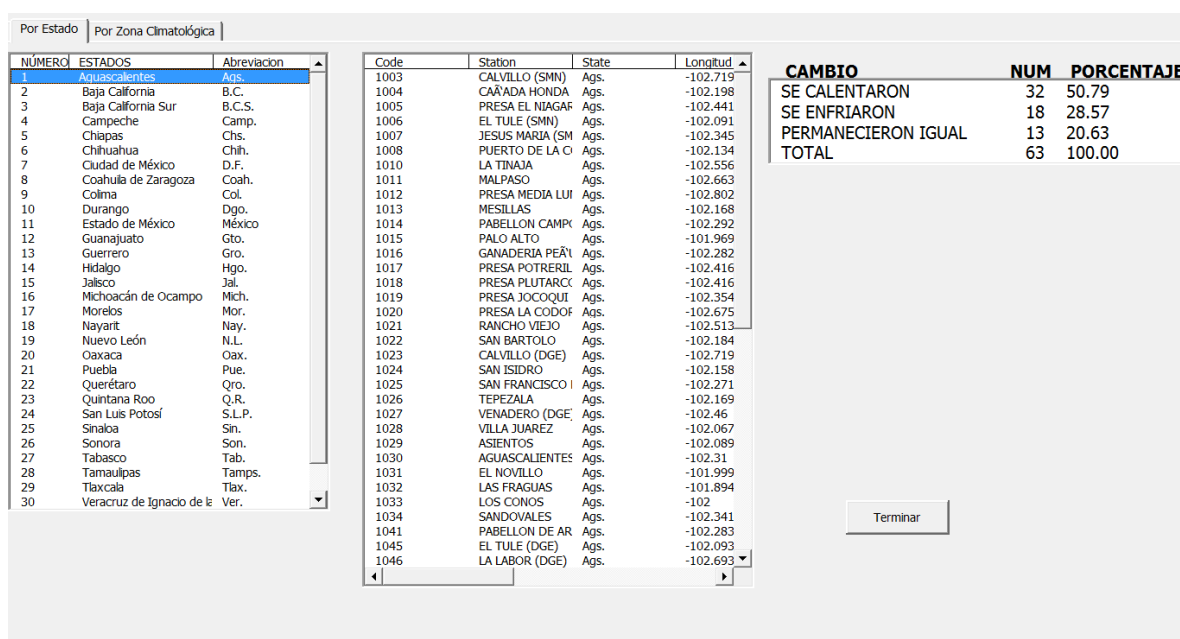 Por Estado Por Zona Climatológica
NÚMERO ESTADOS Abreviacion
1 Aguascalientes Ags.
2 Baja California B.C.
3 Baja California Sur B.C.S.
4 Campeche Camp.
5 Chiapas Chs.
6 Chihuahua Chih.
7 Ciudad de México D.F.
8 Coahuila de Zaragoza Coah.
9 Colima Col.
10 Durango Dgo.
11 Estado de México México
12 Guanajuato Gto.
13 Guerrero Gro.
14 Hidalgo Hgo.
15 Jalisco Jal.
16 Michoacán de Ocampo Mich.
17 Morelos Mor.
18 Nayarit Nay.
19 Nuevo León N.L.
20 Oaxaca Oax.
21 Puebla Pue.
22 Querétaro Qro.
23 Quintana Roo Q.R.
24 San Luis Potosí S.L.P.
25 Sinaloa Sin.
26 Sonora Son.
27 Tabasco Tab.
28 Tamaulipas Tamps.
29 Tlaxcala Tlax.
30 Veracruz de Ignacio de la Ver.
Code Station State Longitud
1003 CALVILLO (SMN) Ags. -102.719
1004 CAÃ'ADA HONDA Ags. -102.198
1005 PRESA EL NIAGAR Ags. -102.441
1006 EL TULE (SMN) Ags. -102.091
1007 JESUS MARIA (SM Ags. -102.345
1008 PUERTO DE LA C Ags. -102.134
1010 LA TINAJA Ags. -102.556
1011 MALPASO Ags. -102.663
1012 PRESA MEDIA LU Ags. -102.802
1013 MESILLAS Ags. -102.168
1014 PABELLON CAMP Ags. -102.292
1015 PALO ALTO Ags. -101.969
1016 GANADERIA PEÃ' Ags. -102.282
1017 PRESA POTRERIL Ags. -102.416
1018 PRESA PLUTARC Ags. -102.416
1019 PRESA JOCOQUI Ags. -102.354
1020 PRESA LA CODOR Ags. -102.675
1021 RANCHO VIEJO Ags. -102.513
1022 SAN BARTOLO Ags. -102.184
1023 CALVILLO (DGE) Ags. -102.719
1024 SAN ISIDRO Ags. -102.158
1025 SAN FRANCISCO Ags. -102.271
1026 TEPEZALA Ags. -102.169
1027 VENADERO (DGE) Ags. -102.46
1028 VILLA JUAREZ Ags. -102.067
1029 ASIENTOS Ags. -102.089
1030 AGUASCALIENTES Ags. -102.31
1031 EL NOVILLO Ags. -101.999
1032 LAS FRAGUAS Ags. -101.894
1033 LOS CONOS Ags. -102
1034 SANDOVALES Ags. -102.341
1041 PABELLON DE AR Ags. -102.283
1045 EL TULE (DGE) Ags. -102.093
1046 LA LABOR (DGE) Ags. -102.693
CAMBIO NUM PORCENTAJE
SE CALENTARON 32 50.79
SE ENFRIARON 18 28.57
PERMANECIERON IGUAL 13 20.63
TOTAL 63 100.00
Terminar